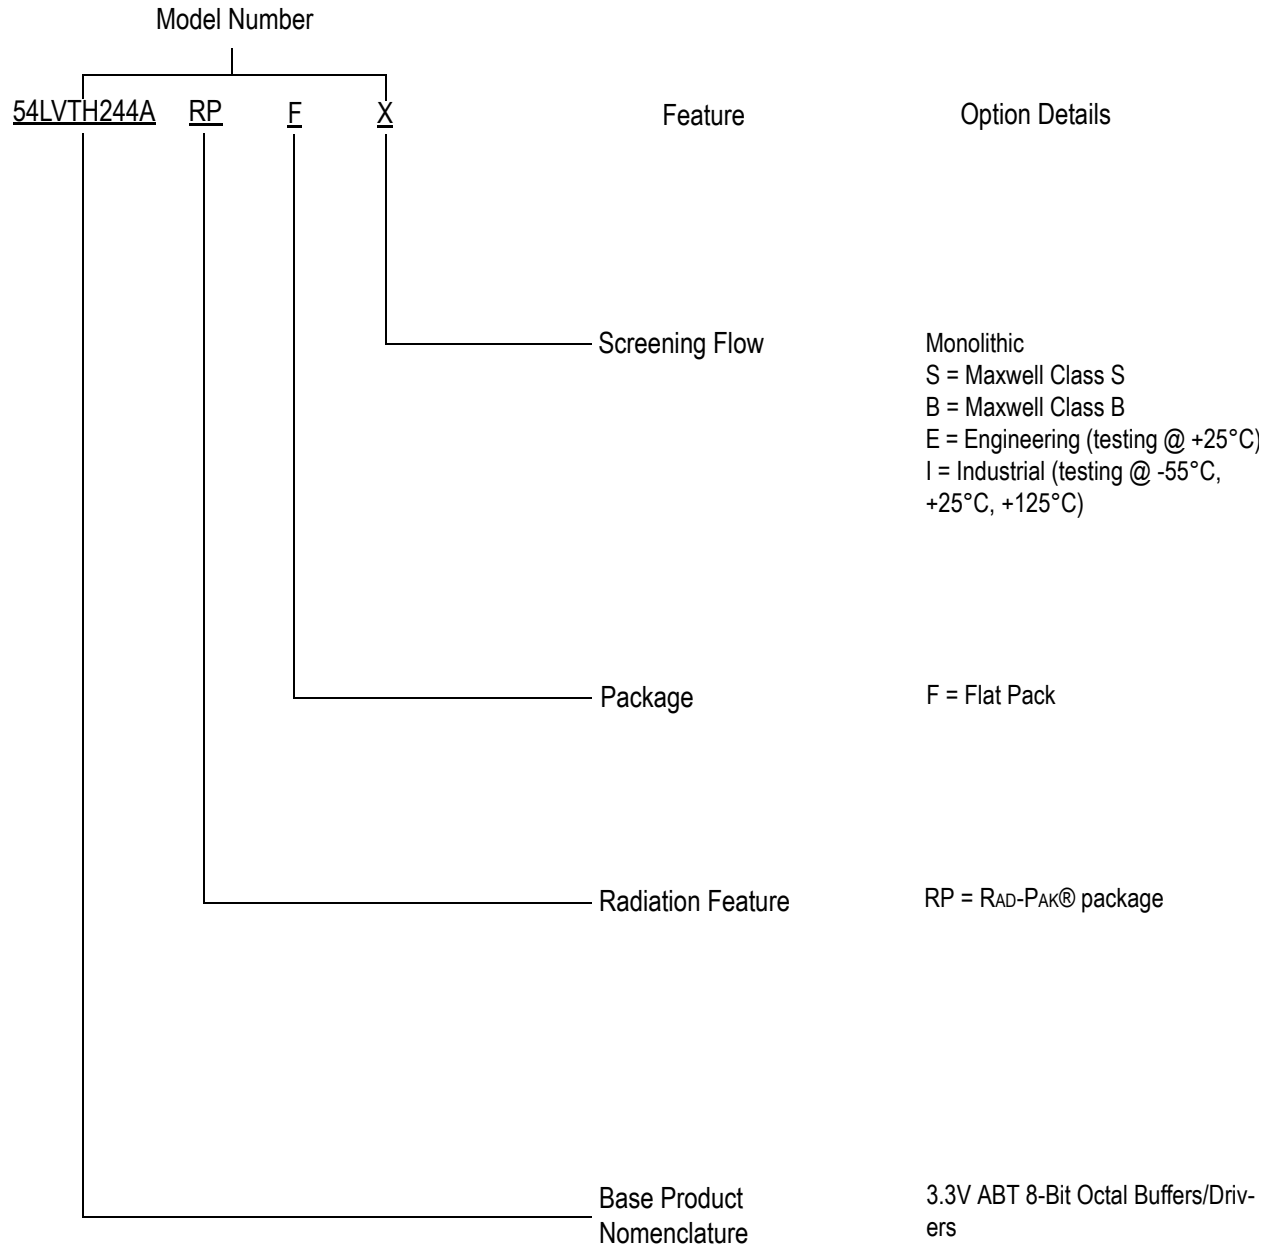 Model Number
54LVTH244A RP F X
Feature
Option Details
Screening Flow
Monolithic
S = Maxwell Class S
B = Maxwell Class B
E = Engineering (testing @ +25°C)
I = Industrial (testing @ -55°C,
+25°C, +125°C)
Package
F = Flat Pack
Radiation Feature
RP = RAD-PAK® package
Base Product
Nomenclature
3.3V ABT 8-Bit Octal Buffers/Driv-
ers